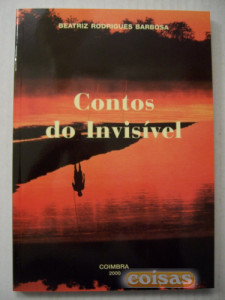 BEATRIZ RODRIGUES BARBOSA
Contos
do Invisível
COIMBRA
2000
coisas